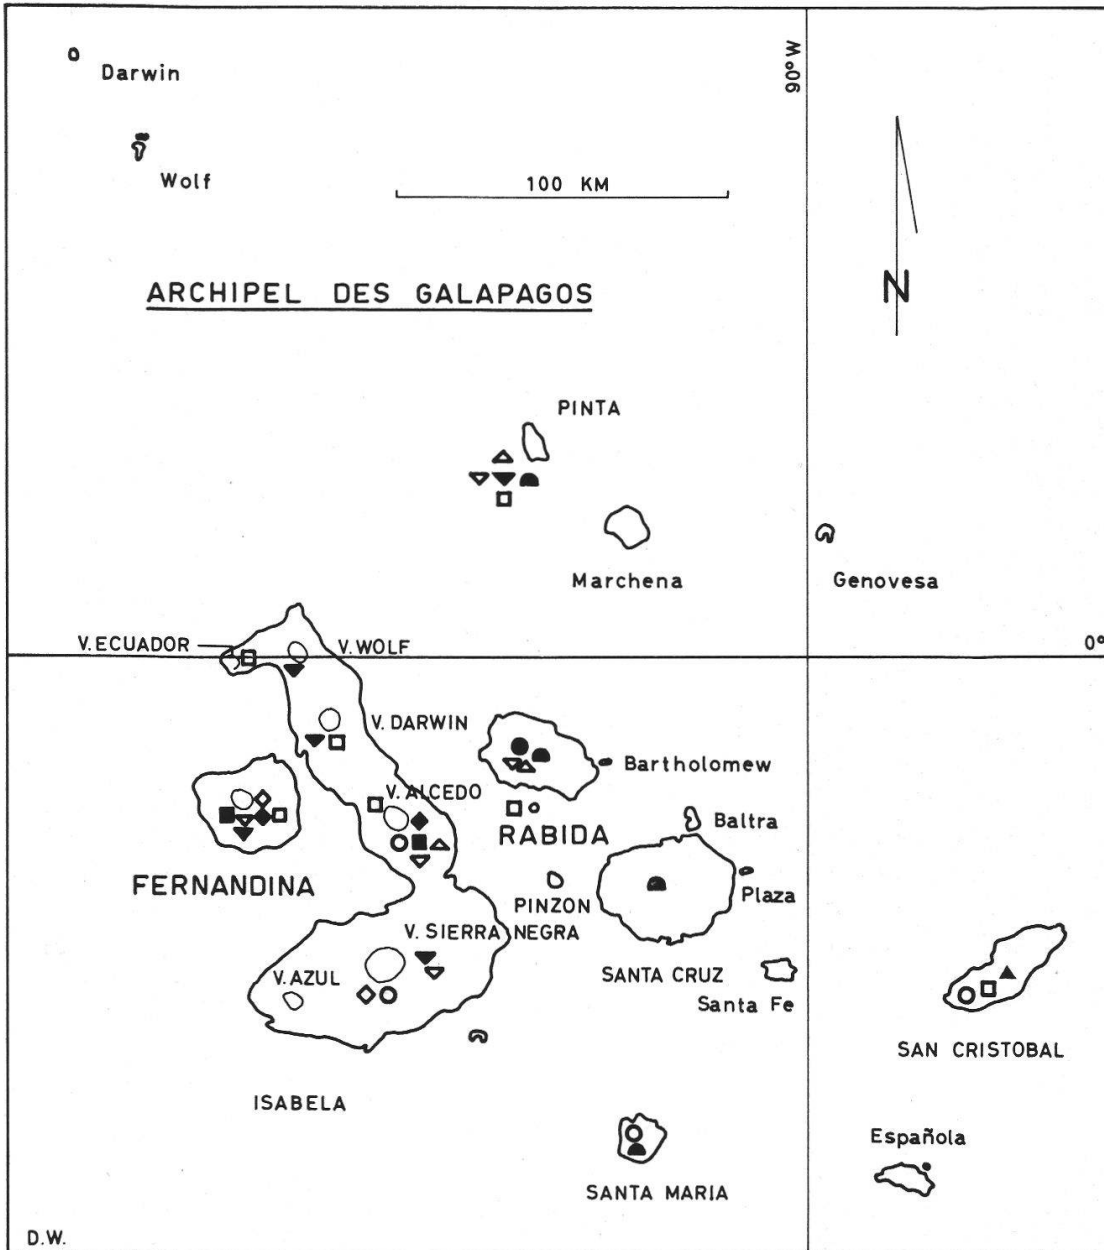 Darwin
90°W
Wolf
100 KM
ARCHIPEL DES GALAPAGOS
N
PINTA
Marchena
Genovesa
V. ECUADOR
V. WOLF
0°
V. DARWIN
Bartholomew
V. ALCEDO
RABIDA
Baltra
FERNANDINA
PINZON
Plaza
V. SIERRA NEGRA
V. AZUL
SANTA CRUZ
Santa Fe
SAN CRISTOBAL
ISABELA
Española
SANTA MARIA
D.W.